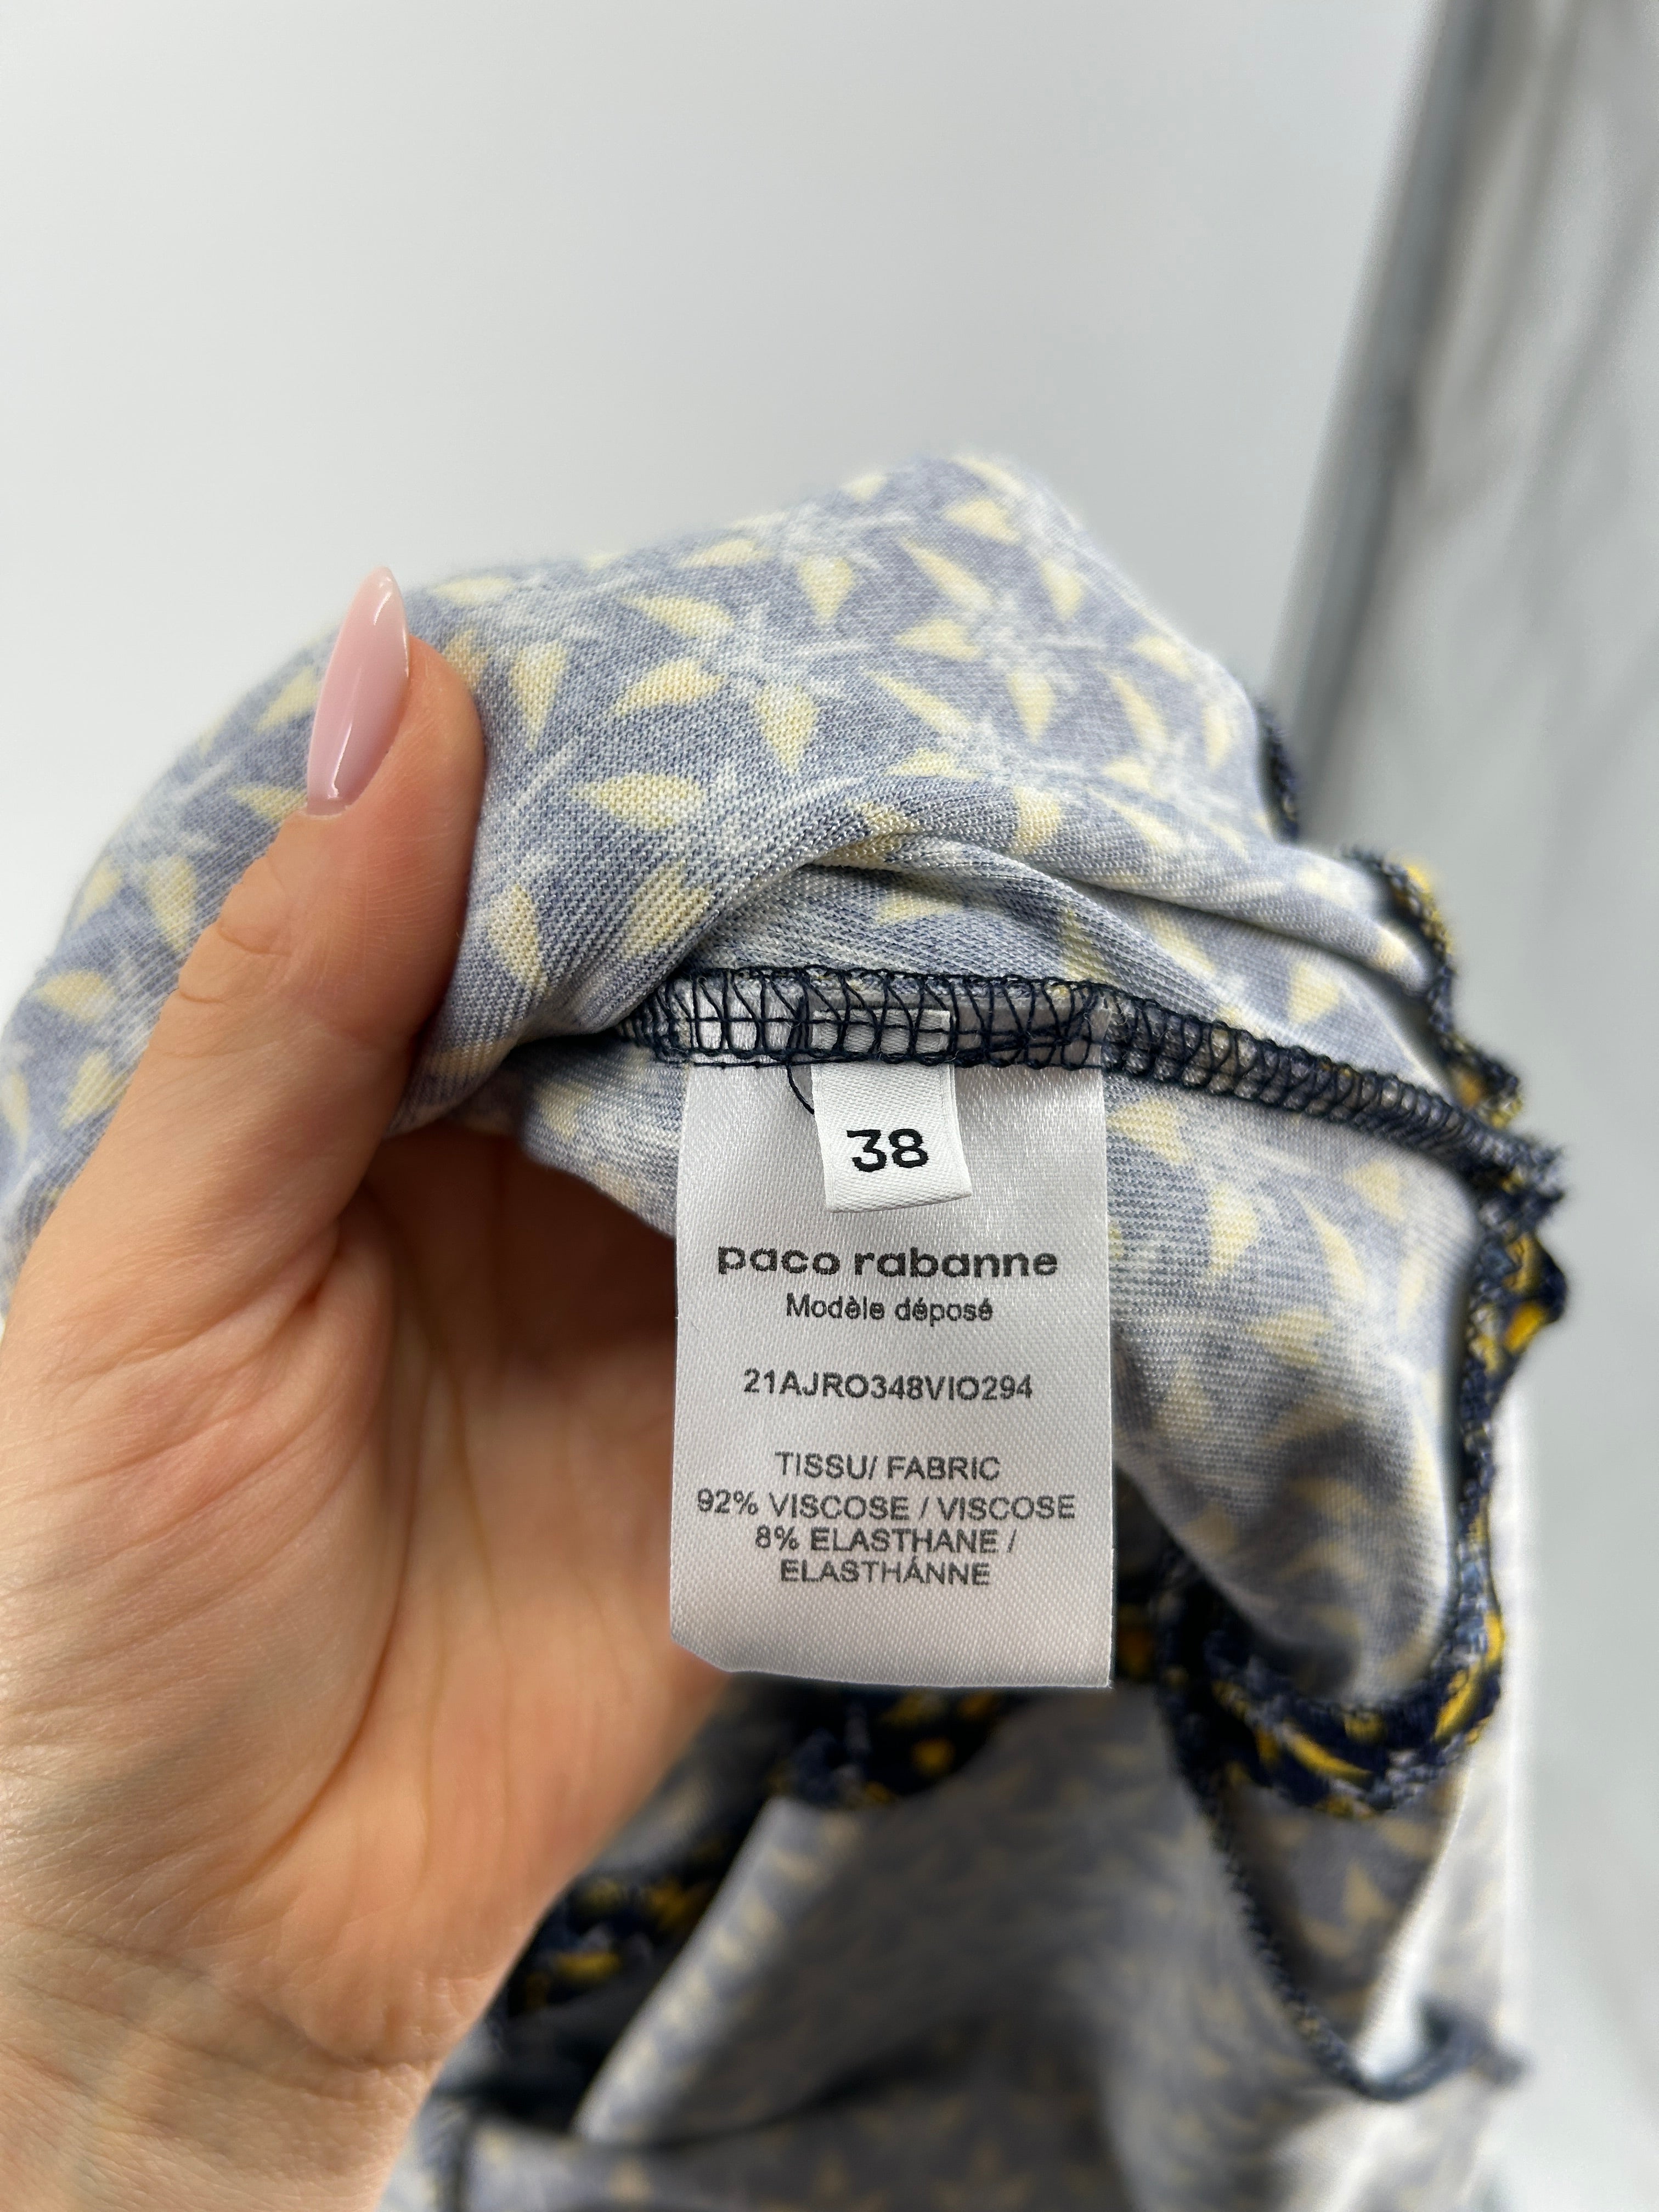 38
paco rabanne
Modèle déposé
21AJRO348VIO294
TISSU/ FABRIC
92% VISCOSE / VISCOSE
8% ELASTHANE /
ELASTHÁNNE